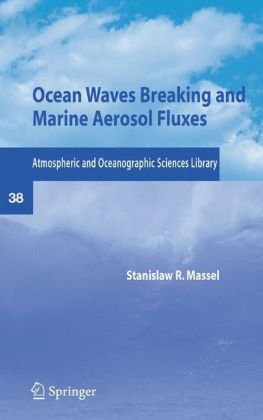 Ocean Waves Breaking and
Marine Aerosol Fluxes
Atmospheric and Oceanographic Sciences Library
38
Stanislaw R. Massel
Springer